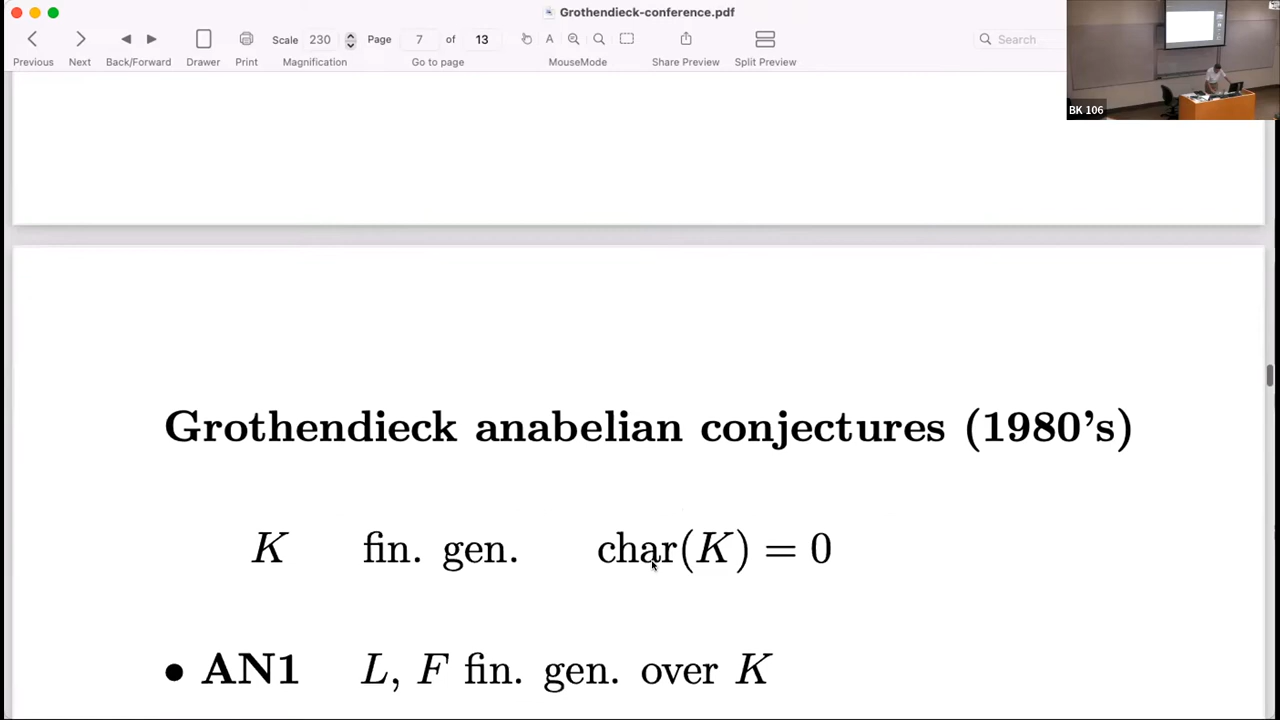 Grothendieck-conference.pdf
Previous Next Back/Forward Drawer Print Scale 230 Magnification Page 7 of 13 Go to page A MouseMode Share Preview Split Preview Search
BK 106
Grothendieck anabelian conjectures (1980's)
K fin. gen. char(K) = 0
• AN1 L, F fin. gen. over K